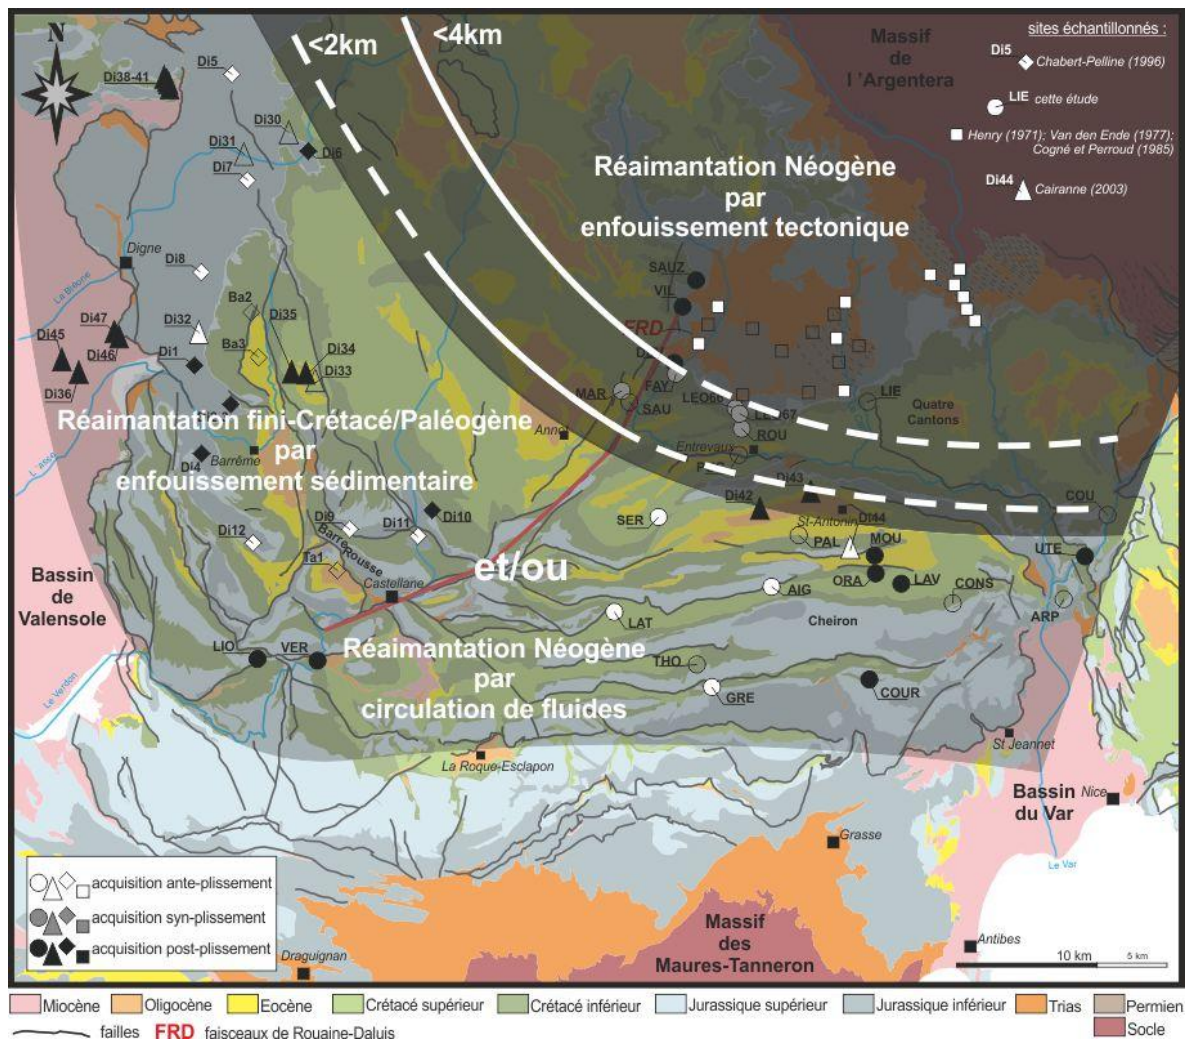 N
<2km
<4km
Massif
de
l 'Argentera
sites échantillonnés :
Di5
Chabert-Pelline (1996)
LIE
cette étude
Henry (1971); Van den Ende (1977);
Cogné et Perroud (1985)
Di44
Cairanne (2003)
Di38-41
Di5
Di30
Di31
Di6
Di7
Réaimantation Néogène
par
enfouissement tectonique
Digne
La Bléone
Di8
SAUZ
VIL
FRD
Ba2
Di35
Di47
Di45
Di46
Di32
Ba3
Di34
Di33
Di1
Di36
FAY
MAR
SAU
LEO66
LEO67
ROU
LIE
Quatre
Cantons
Réaimantation fini-Crétacé/Paléogène
par
enfouissement sédimentaire
Annot
Entrevaux
L 'asse
Di4
Barrême
Di43
Di42
COU
Di9
Di11
Di10
Di12
SER
St-Antonin
Di44
PAL
MOU
UTE
Barre
Rousse
Ta1
Castellane
et/ou
ORA
LAV
CONS
AIG
ARP
Bassin
de
Valensole
LAT
Cheiron
LIO
VER
Réaimantation Néogène
par
circulation de fluides
THO
GRE
COUR
Le Verdon
St Jeannet
La Roque-Esclapon
Bassin
du Var
Nice
Grasse
Le Var
acquisition ante-plissement
acquisition syn-plissement
acquisition post-plissement
Massif
des
Maures-Tanneron
Draguignan
Antibes
10 km
5 km
Miocène
Oligocène
Eocène
Crétacé supérieur
Crétacé inférieur
Jurassique supérieur
Jurassique inférieur
Trias
Permien
failles
FRD
faisceaux de Rouaine-Daluis
Socle